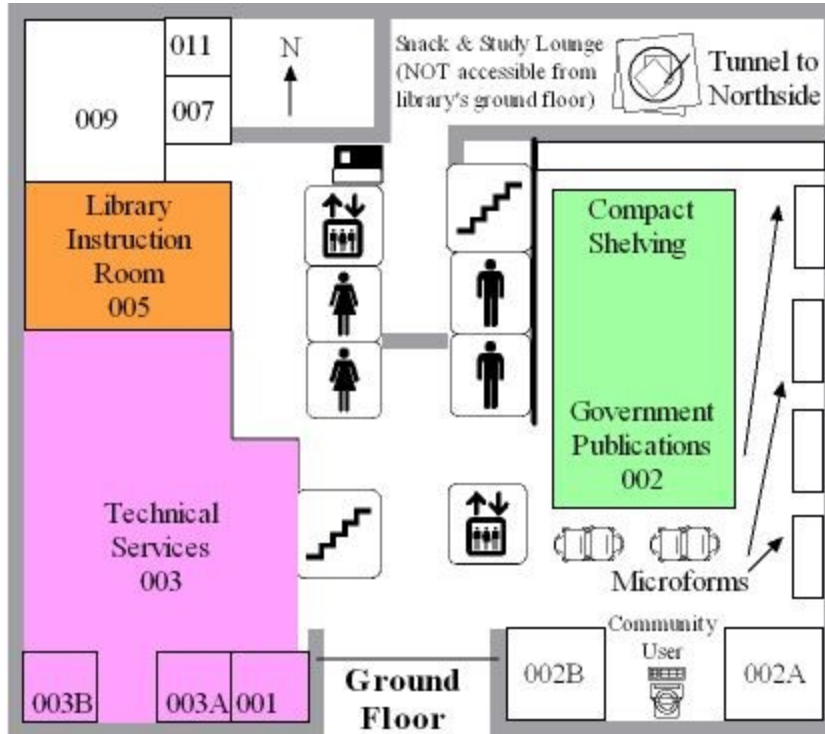 011
N
Snack & Study Lounge
(NOT accessible from
library's ground floor)
Tunnel to
Northside
009
007
Library
Instruction
Room
005
Compact
Shelving
Government
Publications
002
Technical
Services
003
Microforms
Community
User
003B
003A
001
Ground
Floor
002B
002A